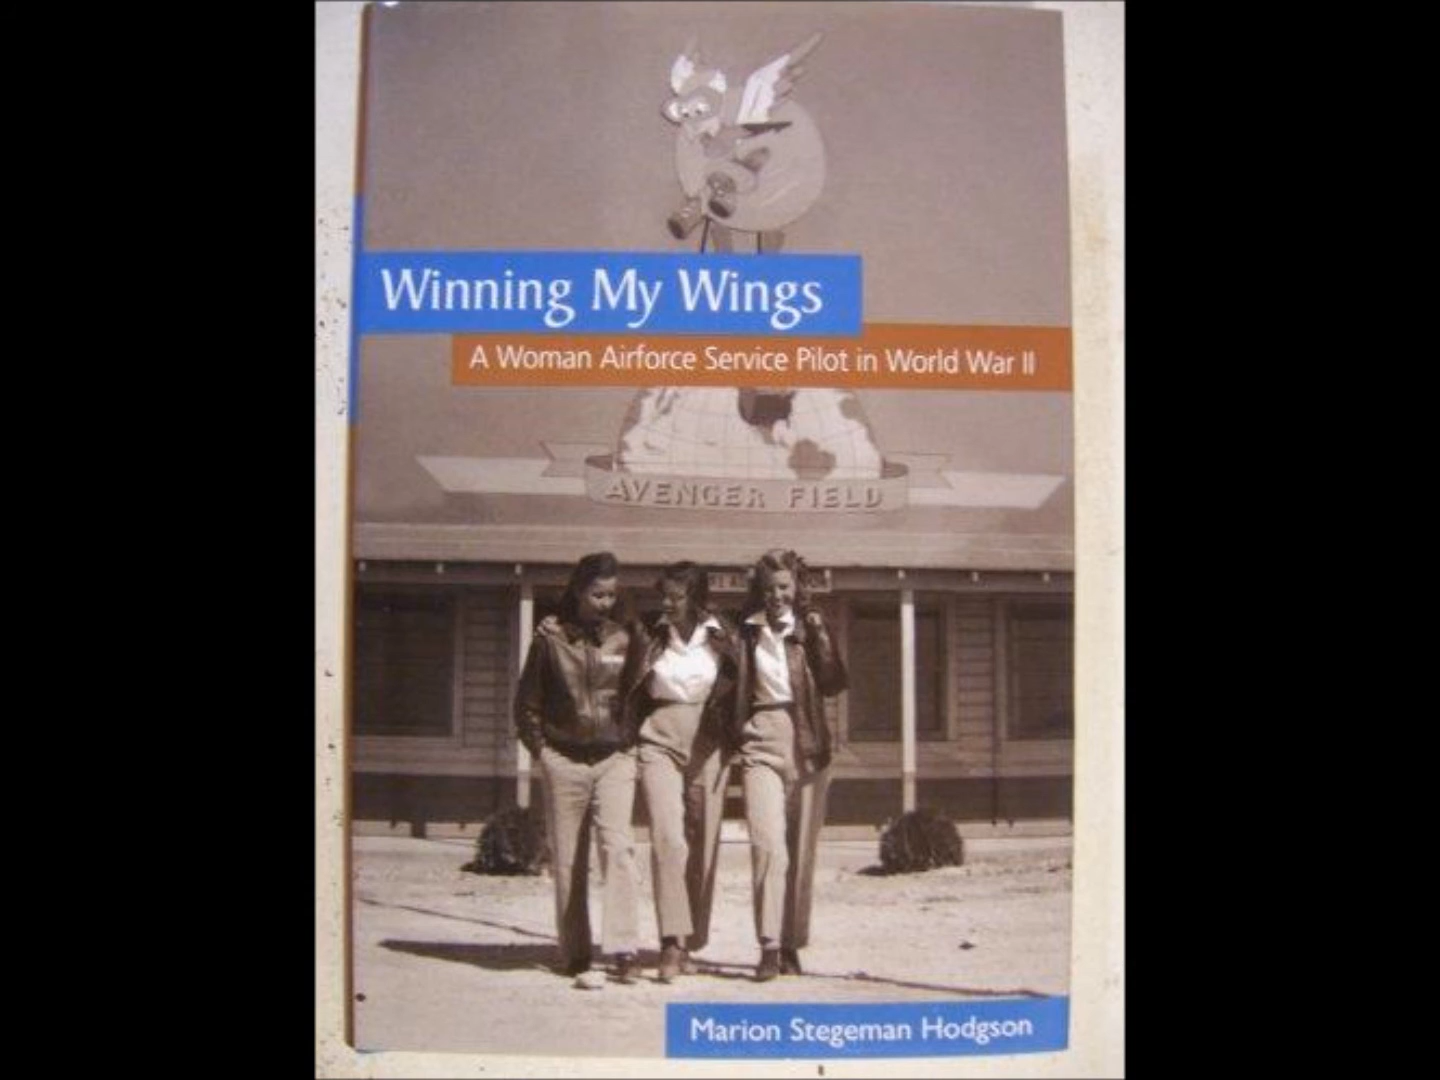 Winning My Wings
A Woman Airforce Service Pilot in World War II
AVENGER FIELD
Marion Stegeman Hodgson